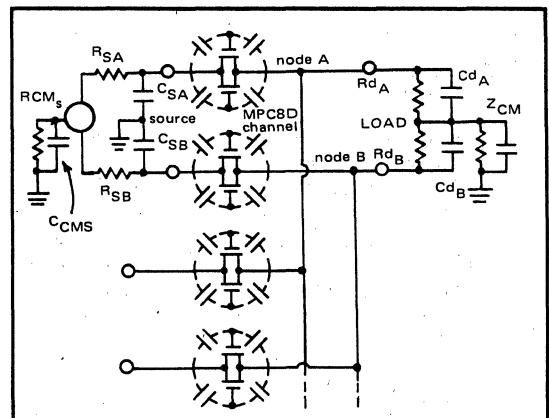 R_SA
node A
Cd_A
C_SA
Rd_A
RCM_s
source
MPC8D
channel
LOAD
Z_CM
C_SB
node B
Rd_B
R_SB
Cd_B
C_CMS